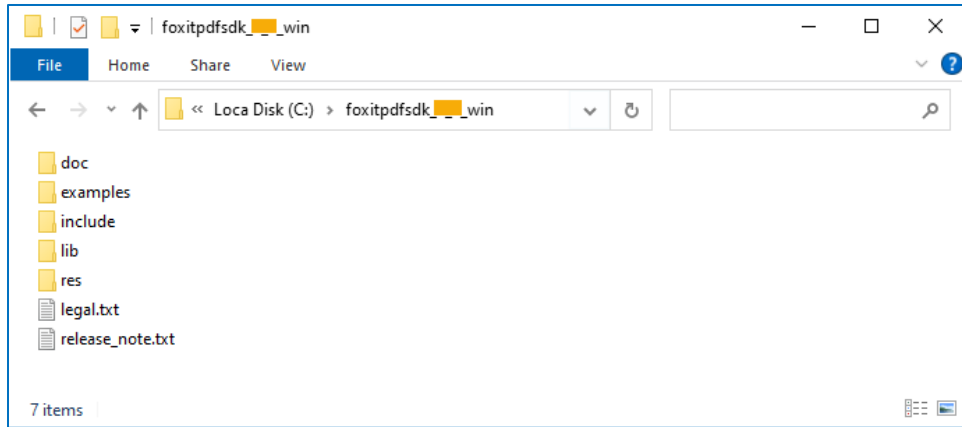 foxitpdfsdk_ _ _win
File Home Share View
« Loca Disk (C:) › foxitpdfsdk_ _ _win
doc
examples
include
lib
res
legal.txt
release_note.txt
7 items